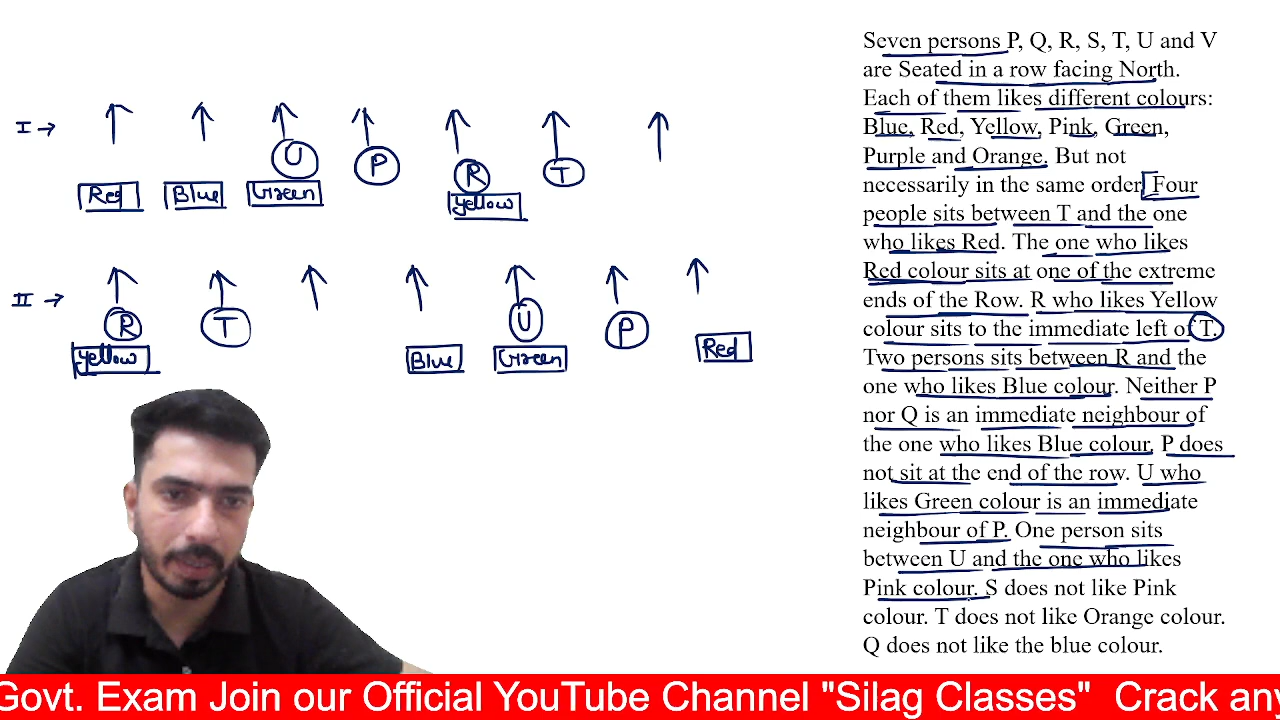 Seven persons P, Q, R, S, T, U and V
are Seated in a row facing North.
Each of them likes different colours:
Blue, Red, Yellow, Pink, Green,
Purple and Orange. But not
necessarily in the same order. Four
people sits between T and the one
who likes Red. The one who likes
Red colour sits at one of the extreme
ends of the Row. R who likes Yellow
colour sits to the immediate left of T.
Two persons sits between R and the
one who likes Blue colour. Neither P
nor Q is an immediate neighbour of
the one who likes Blue colour, P does
not sit at the end of the row. U who
likes Green colour is an immediate
neighbour of P. One person sits
between U and the one who likes
Pink colour. S does not like Pink
colour. T does not like Orange colour.
Q does not like the blue colour.
I →
U P R T
Red Blue Green Yellow
II →
R T U P
Yellow Blue Green Red
Govt. Exam Join our Official YouTube Channel "Silag Classes" Crack any